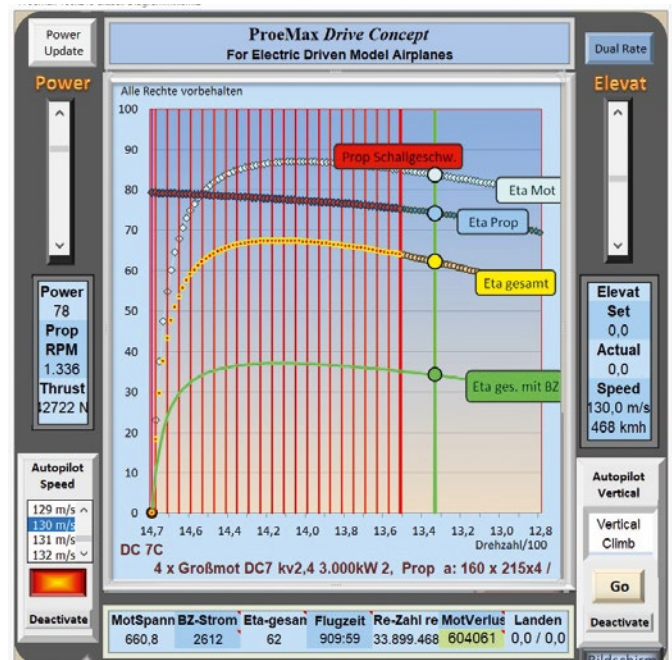 Power
Update
ProeMax Drive Concept
For Electric Driven Model Airplanes
Dual Rate
Power
Elevat
Alle Rechte vorbehalten
100
90
80
70
60
50
40
30
20
10
0
Prop Schallgeschw.
Eta Mot
Eta Prop
Eta gesamt
Eta ges. mit BZ
14,7 14,6 14,4 14,2 14,0 13,8 13,6 13,4 13,2 13,0 12,8
Drehzahl/100
DC 7C
4 x Großmot DC7 kv2,4 3.000kW 2, Prop a: 160 x 215x4 /
Power
78
Prop
RPM
1.336
Thrust
42722 N
Elevat
Set
0,0
Actual
0,0
Speed
130,0 m/s
468 kmh
Autopilot
Speed
129 m/s
130 m/s
131 m/s
132 m/s
Deactivate
Autopilot
Vertical
Vertical
Climb
Go
Deactivate
MotSpann BZ-Strom Eta-gesan Flugzeit Re-Zahl re MotVerlus Landen
660,8 2612 62 909:59 33.899.468 604061 0,0 / 0,0